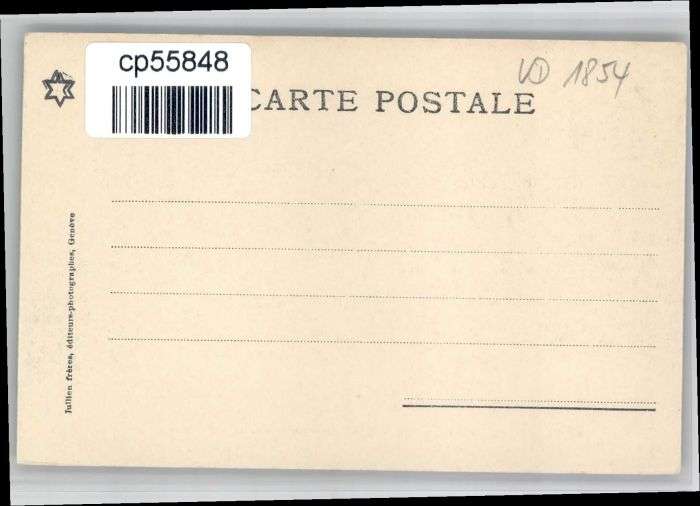 cp55848
VD 1854
CARTE POSTALE
Jullien frères, éditeurs-photographes, Genève